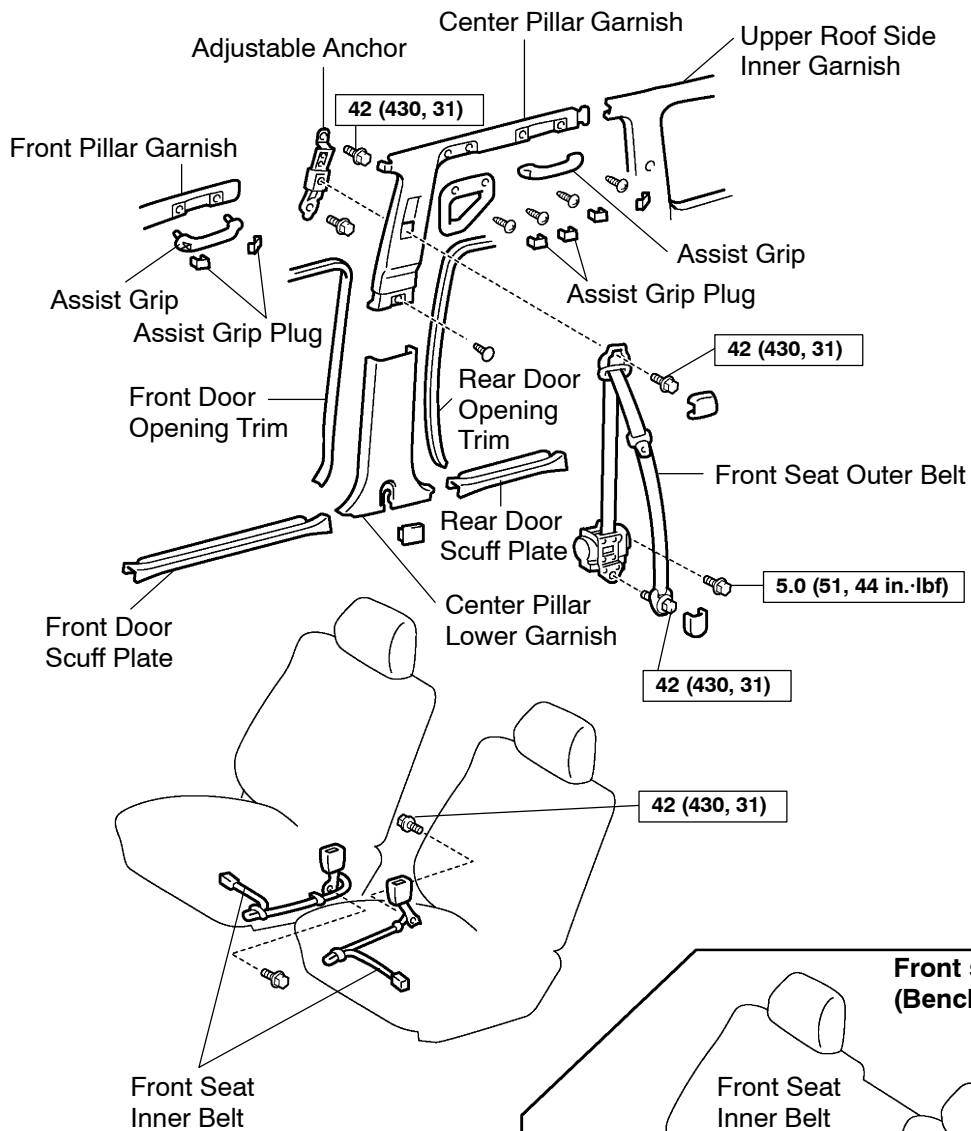 Center Pillar Garnish
Adjustable Anchor
Upper Roof Side
Inner Garnish
42 (430, 31)
Front Pillar Garnish
Assist Grip
Assist Grip
Assist Grip Plug
Assist Grip Plug
42 (430, 31)
Front Door
Opening Trim
Rear Door
Opening
Trim
Front Seat Outer Belt
Rear Door
Scuff Plate
5.0 (51, 44 in.·lbf)
Front Door
Scuff Plate
Center Pillar
Lower Garnish
42 (430, 31)
42 (430, 31)
Front
(Benc
Front Seat
Inner Belt
Front Seat
Inner Belt